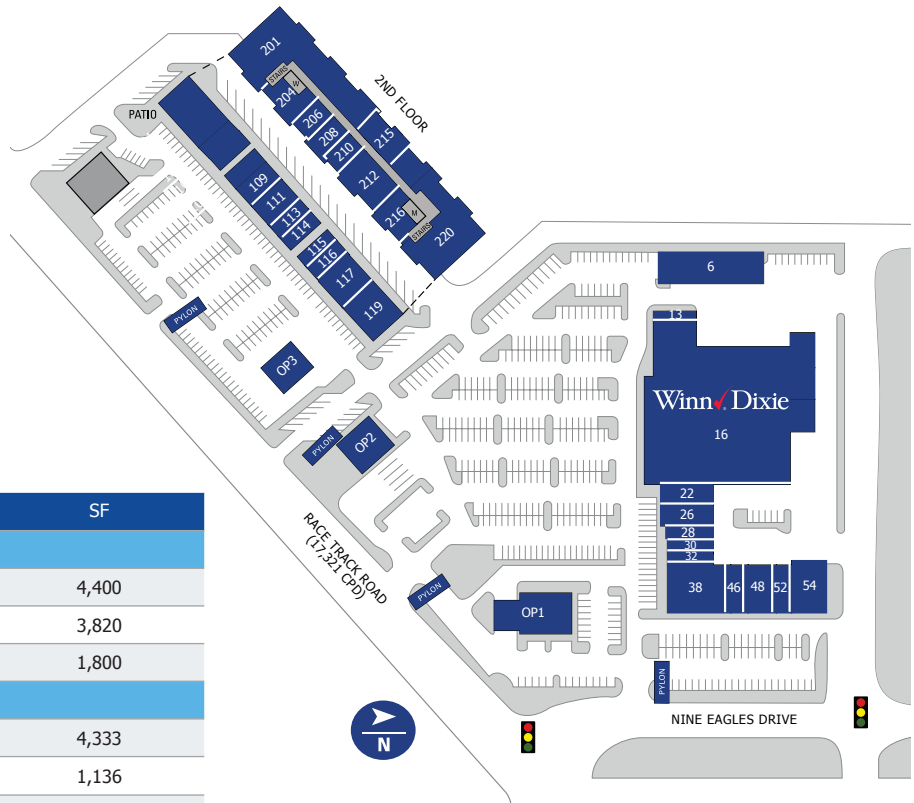 201
STAIRS
W
204
206
208
210
212
215
216
M
STAIRS
220
2ND FLOOR
PATIO
109
111
113
114
115
116
117
119
PYLON
OP3
PYLON
OP2
RACE TRACK ROAD
(17,321 CPD)
PYLON
OP1
6
13
Winn Dixie
16
22
26
28
30
32
38
46
48
52
54
PYLON
NINE EAGLES DRIVE
N
SF
4,400
3,820
1,800
4,333
1,136